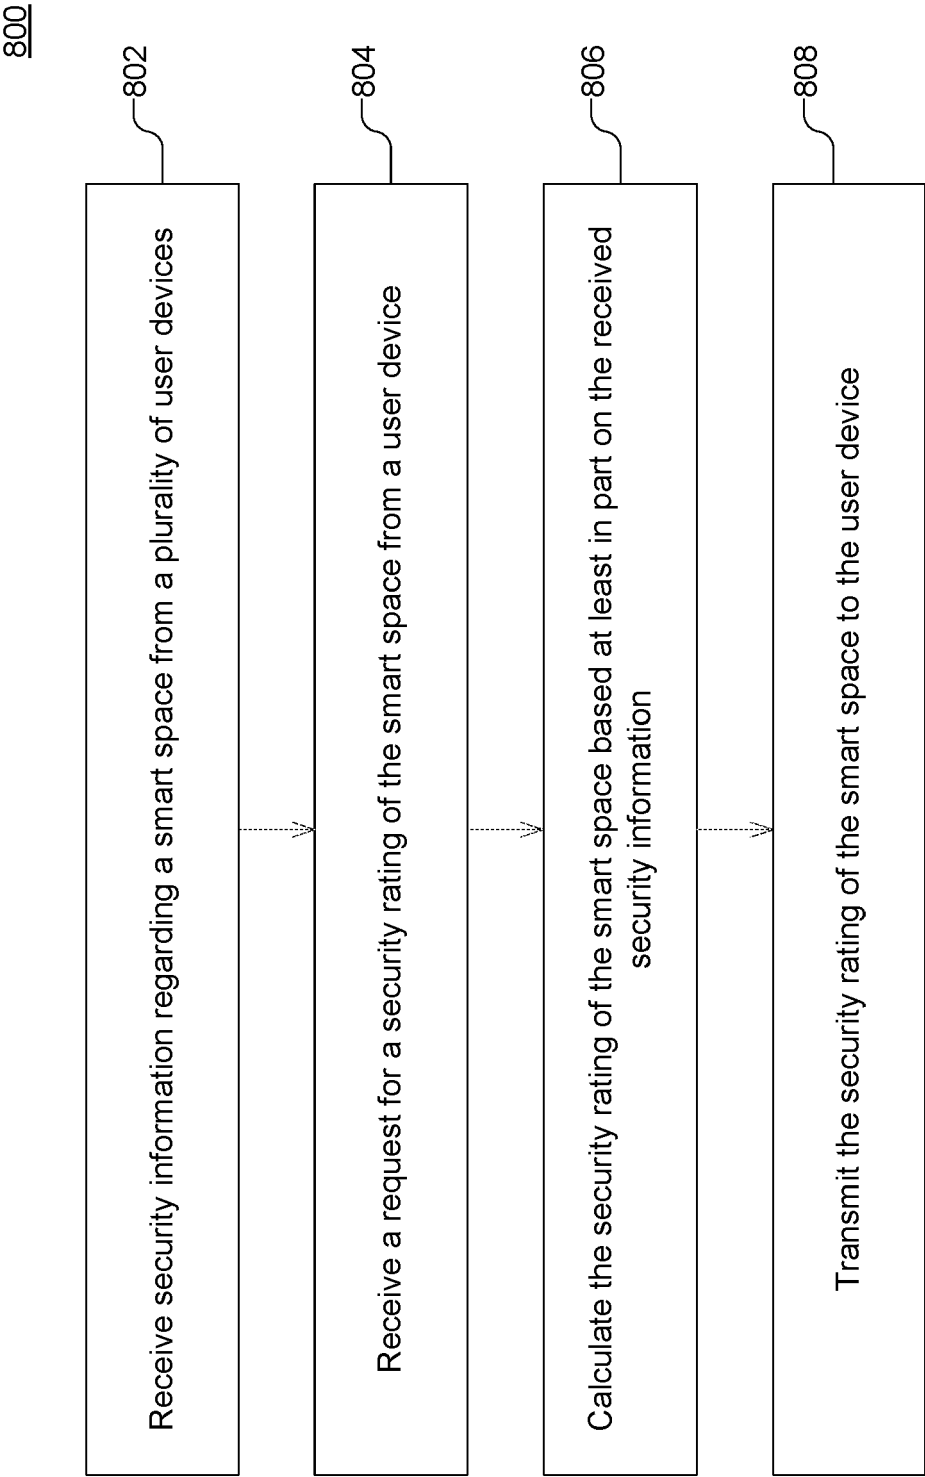 800
802
Receive security information regarding a smart space from a plurality of user devices
804
Receive a request for a security rating of the smart space from a user device
806
Calculate the security rating of the smart space based at least in part on the received
security information
808
Transmit the security rating of the smart space to the user device